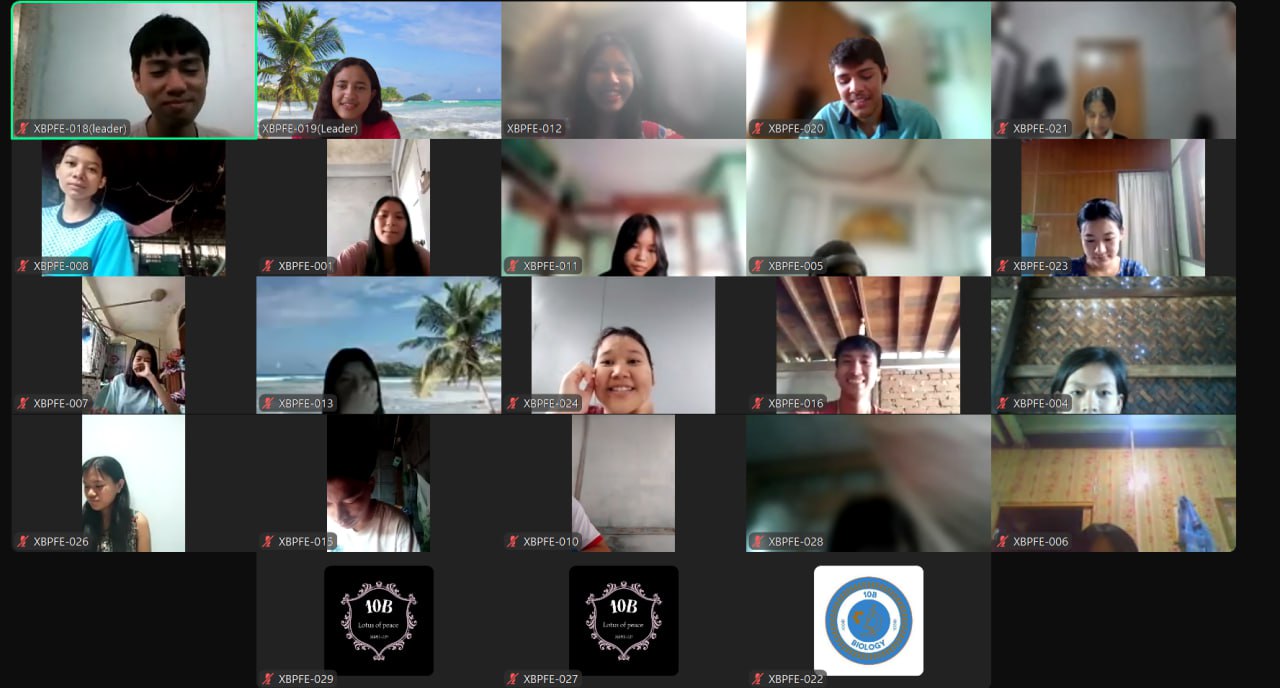 XBPFE-018(leader)
XBPFE-019(Leader)
XBPFE-012
XBPFE-020
XBPFE-021
XBPFE-008
XBPFE-001
XBPFE-011
XBPFE-005
XBPFE-023
XBPFE-007
XBPFE-013
XBPFE-024
XBPFE-016
XBPFE-004
XBPFE-026
XBPFE-015
XBPFE-010
XBPFE-028
XBPFE-006
10B
Lotus of peace
XBPFE-029
10B
Lotus of peace
XBPFE-027
10B
BIOLOGY
XBPFE-022